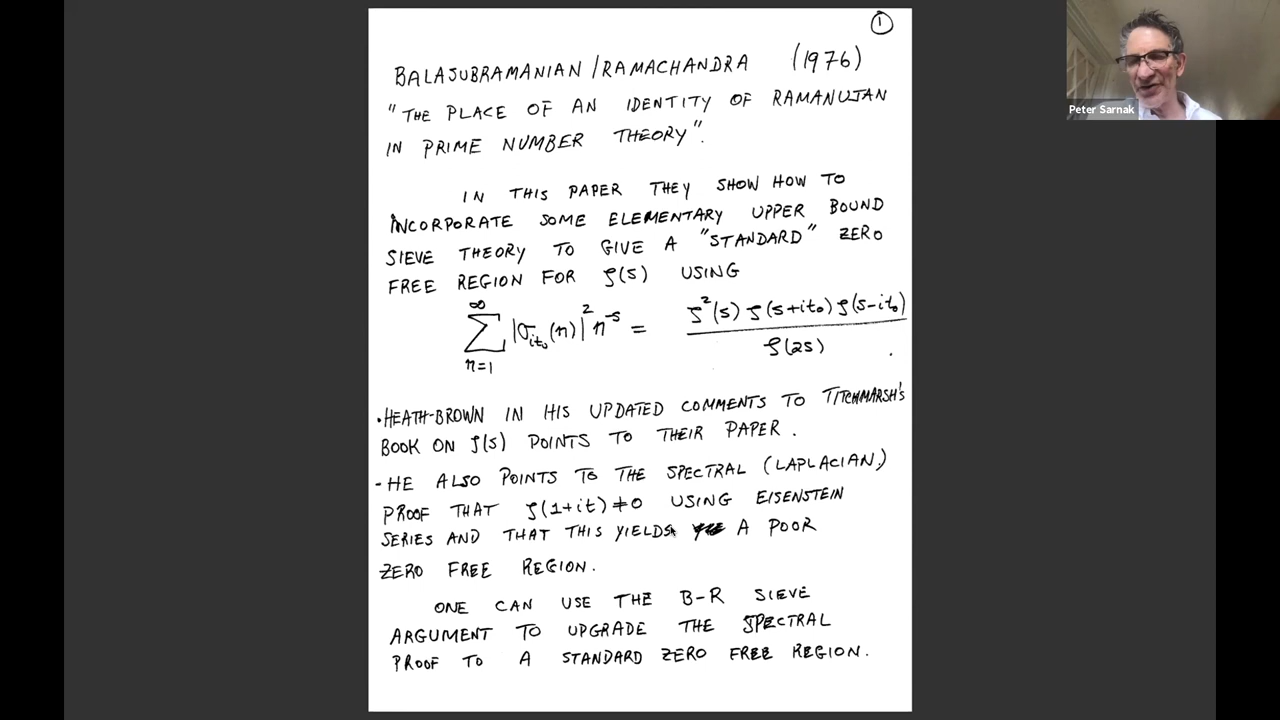 ①
BALASUBRAMANIAN/RAMACHANDRA (1976)
"THE PLACE OF AN IDENTITY OF RAMANUJAN
IN PRIME NUMBER THEORY".
IN THIS PAPER THEY SHOW HOW TO
INCORPORATE SOME ELEMENTARY UPPER BOUND
SIEVE THEORY TO GIVE A "STANDARD" ZERO
FREE REGION FOR ζ(s) USING
∑_{n=1}^{∞} |σ_{it₀}(n)|² n^{-s} = ζ²(s) ζ(s+it₀) ζ(s-it₀) / ζ(2s) .
• HEATH-BROWN IN HIS UPDATED COMMENTS TO TITCHMARSH'S
BOOK ON ζ(s) POINTS TO THEIR PAPER.
- HE ALSO POINTS TO THE SPECTRAL (LAPLACIAN)
PROOF THAT ζ(1+it) ≠ 0 USING EISENSTEIN
SERIES AND THAT THIS YIELDS A POOR
ZERO FREE REGION.
ONE CAN USE THE B-R SIEVE
ARGUMENT TO UPGRADE THE SPECTRAL
PROOF TO A STANDARD ZERO FREE REGION.
Peter Sarnak